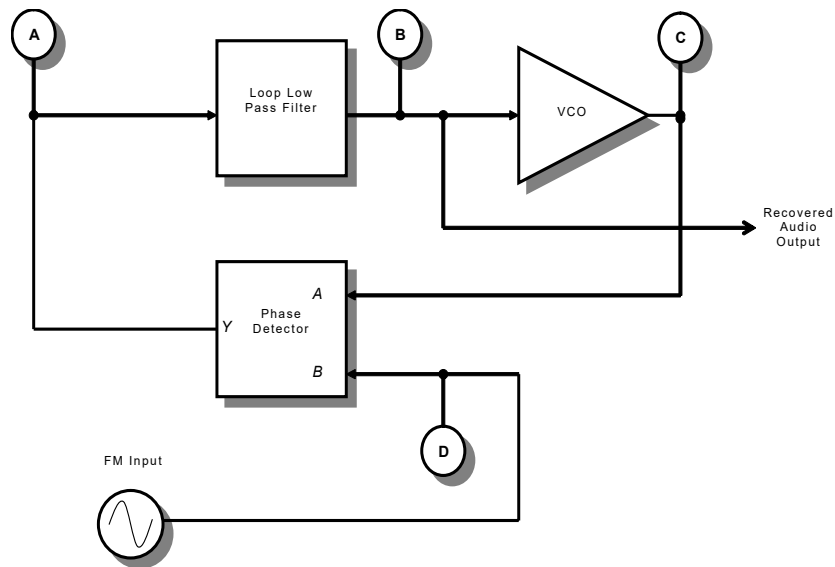 A
B
C
Loop Low
Pass Filter
VCO
Recovered
Audio
Output
A
Phase
Detector
Y
B
D
FM Input